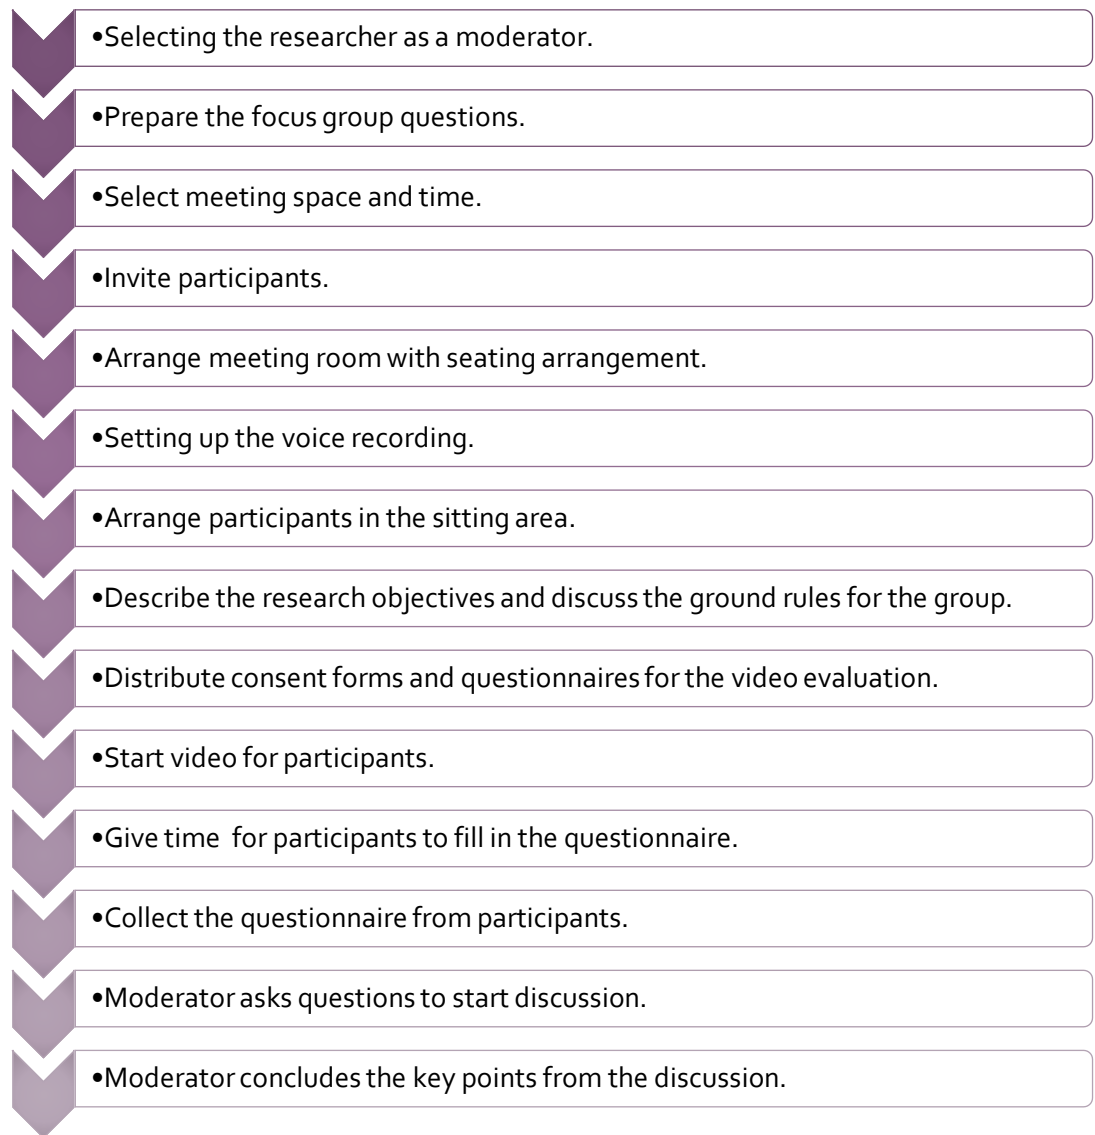 •Selecting the researcher as a moderator.
•Prepare the focus group questions.
•Select meeting space and time.
•Invite participants.
•Arrange meeting room with seating arrangement.
•Setting up the voice recording.
•Arrange participants in the sitting area.
•Describe the research objectives and discuss the ground rules for the group.
•Distribute consent forms and questionnaires for the video evaluation.
•Start video for participants.
•Give time  for participants to fill in the questionnaire.
•Collect the questionnaire from participants.
•Moderator asks questions to start discussion.
•Moderator concludes the key points from the discussion.